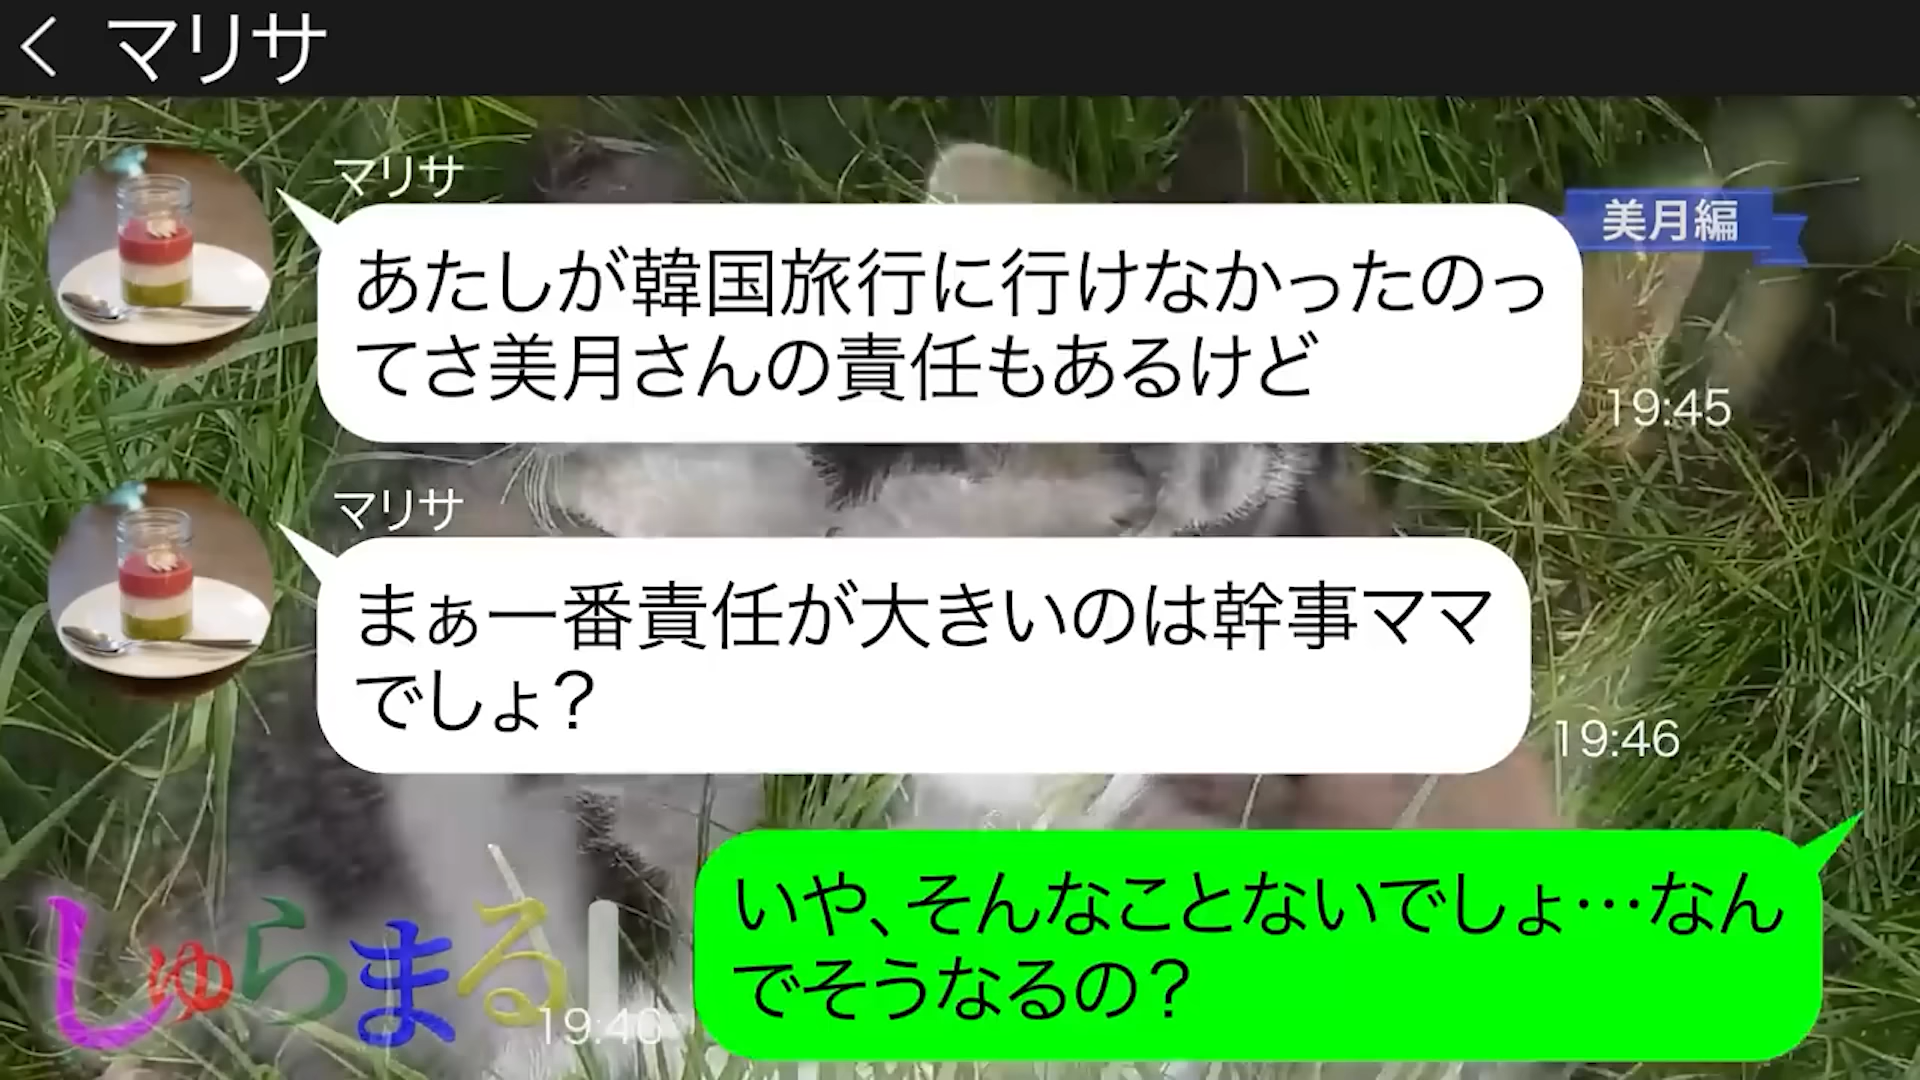 マリサ
マリサ
美月編
あたしが韓国旅行に行けなかったのっ
てさ美月さんの責任もあるけど
19:45
マリサ
まぁ一番責任が大きいのは幹事ママ
でしょ？
19:46
いや、そんなことないでしょ…なん
でそうなるの？
しゅらまる
19:46